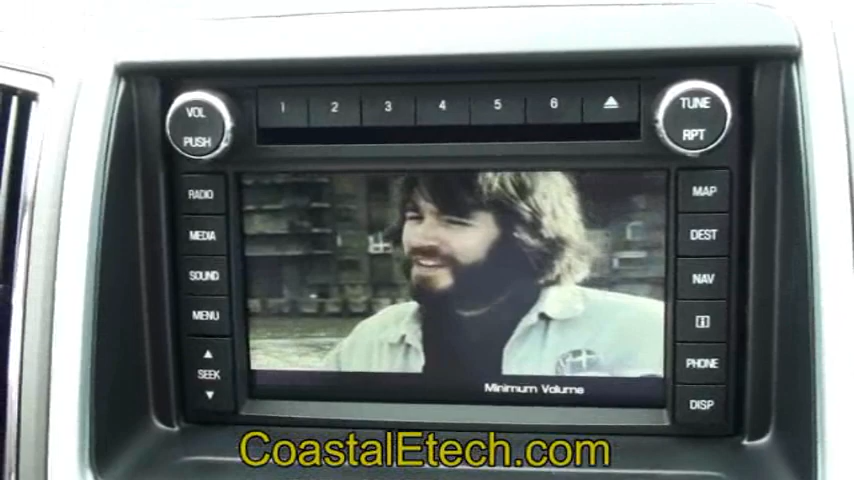 VOL
PUSH
1 2 3 4 5 6
TUNE
RPT
RADIO
MEDIA
SOUND
MENU
SEEK
MAP
DEST
NAV
i
PHONE
DISP
Minimum Volume
CoastalEtech.com